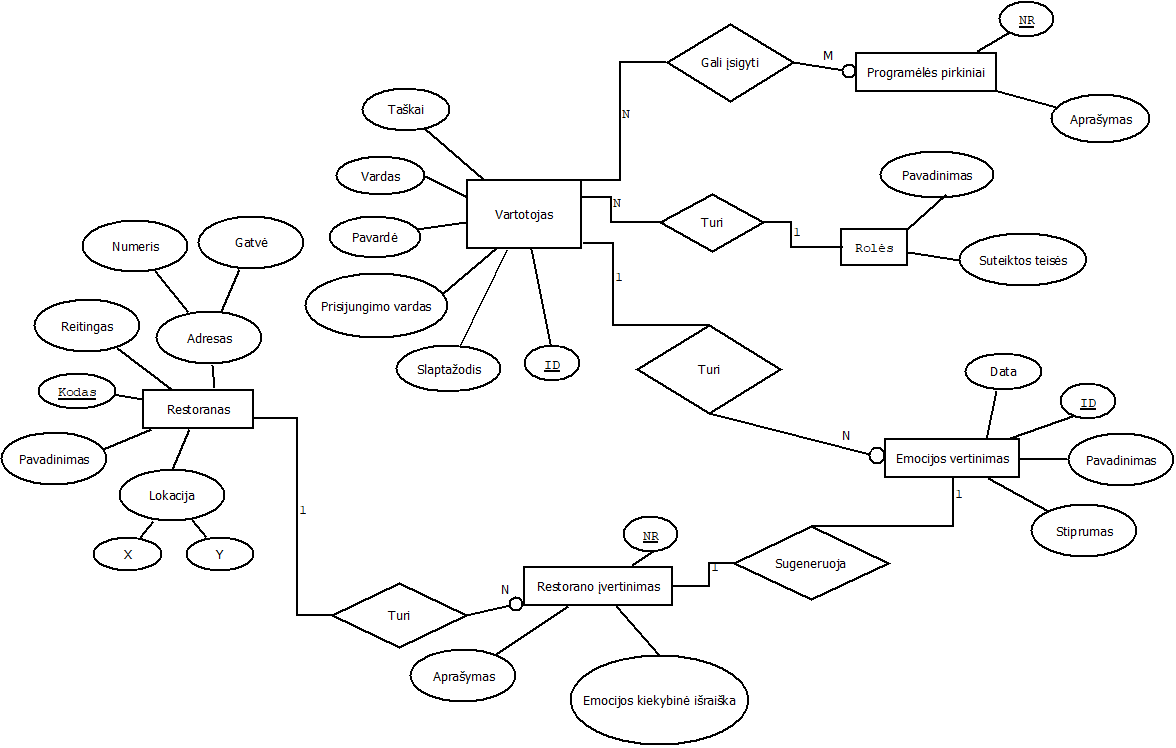 NR
M
Gali įsigyti
Programėlės pirkiniai
Taškai
N
Aprašymas
Vardas
Pavadinimas
N
Vartotojas
Turi
1
Pavardė
Numeris
Gatvė
Rolės
Suteiktos teisės
1
Prisijungimo vardas
Reitingas
Adresas
Slaptažodis
ID
Turi
Data
Kodas
ID
Restoranas
N
Pavadinimas
Emocijos vertinimas
Pavadinimas
Lokacija
1
1
NR
Stiprumas
X
Y
1
Sugeneruoja
N
Restorano įvertinimas
Turi
Aprašymas
Emocijos kiekybinė išraiška